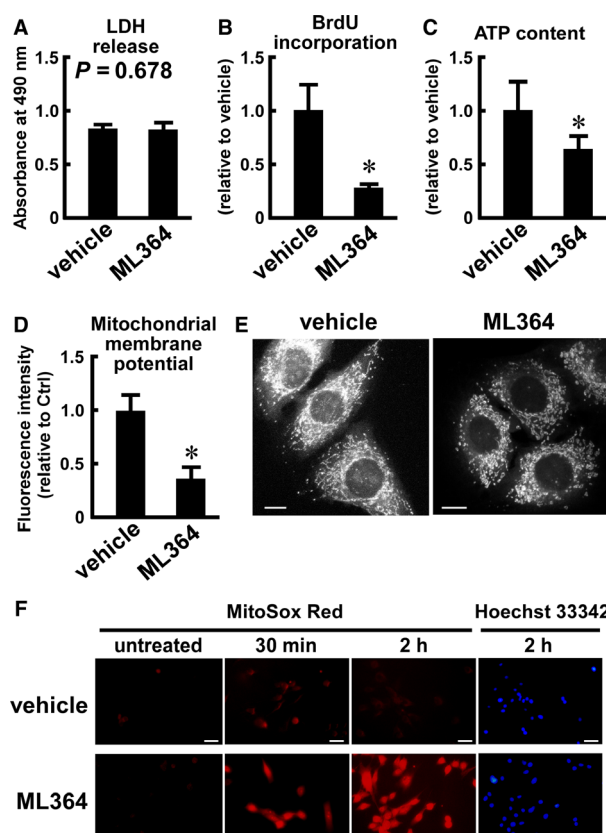 A
LDH
release
P = 0.678
Absorbance at 490 nm
1.5
1.0
0.5
0
vehicle
ML364
B
BrdU
incorporation
(relative to vehicle)
1.5
1.0
0.5
0
*
vehicle
ML364
C
ATP content
(relative to vehicle)
1.5
1.0
0.5
0
*
vehicle
ML364
D
Mitochondrial
membrane
potential
Fluorescence intensity
(relative to Ctrl)
1.5
1.0
0.5
0
*
vehicle
ML364
E
vehicle
ML364
F
MitoSox Red
Hoechst 33342
untreated
30 min
2 h
2 h
vehicle
ML364